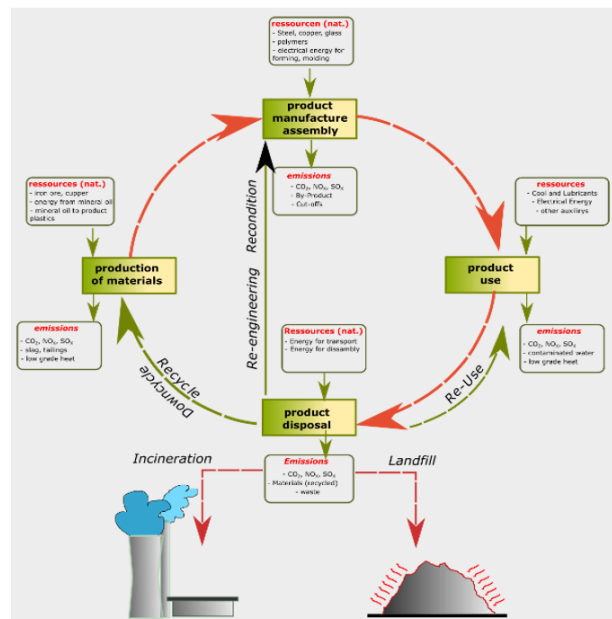 ressourcen (nat.)
- Steel, copper, glass
- polymers
- electrical energy for
forming, molding
product
manufacture
assembly
emissions
- CO₂, NOₓ, SOₓ
- By-Product
- Cut-offs
ressources (nat.)
- iron ore, cupper
- energy from mineral oil
- mineral oil to product
plastics
production
of materials
emissions
- CO₂, NOₓ, SOₓ
- slag, tailings
- low grade heat
ressources
- Cool and Lubricants
- Electrical Energy
- other auxilirys
product
use
emissions
- CO₂, NOₓ, SOₓ
- contaminated water
- low grade heat
Re-engineering Recondition
Recycle
Downcycle
Re-Use
Ressources (nat.)
- Energy for transport
- Energy for dissambly
product
disposal
Emissions
- CO₂, NOₓ, SOₓ
- Materials (recycled)
- waste
Incineration
Landfill